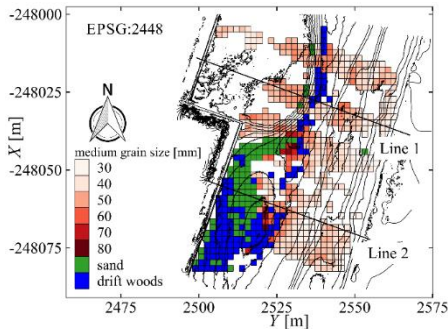 EPSG:2448
-248000
-248025
-248050
-248075
X [m]
N
medium grain size [mm]
30
40
50
60
70
80
sand
drift woods
Line 1
Line 2
2475
2500
2525
2550
2575
Y [m]